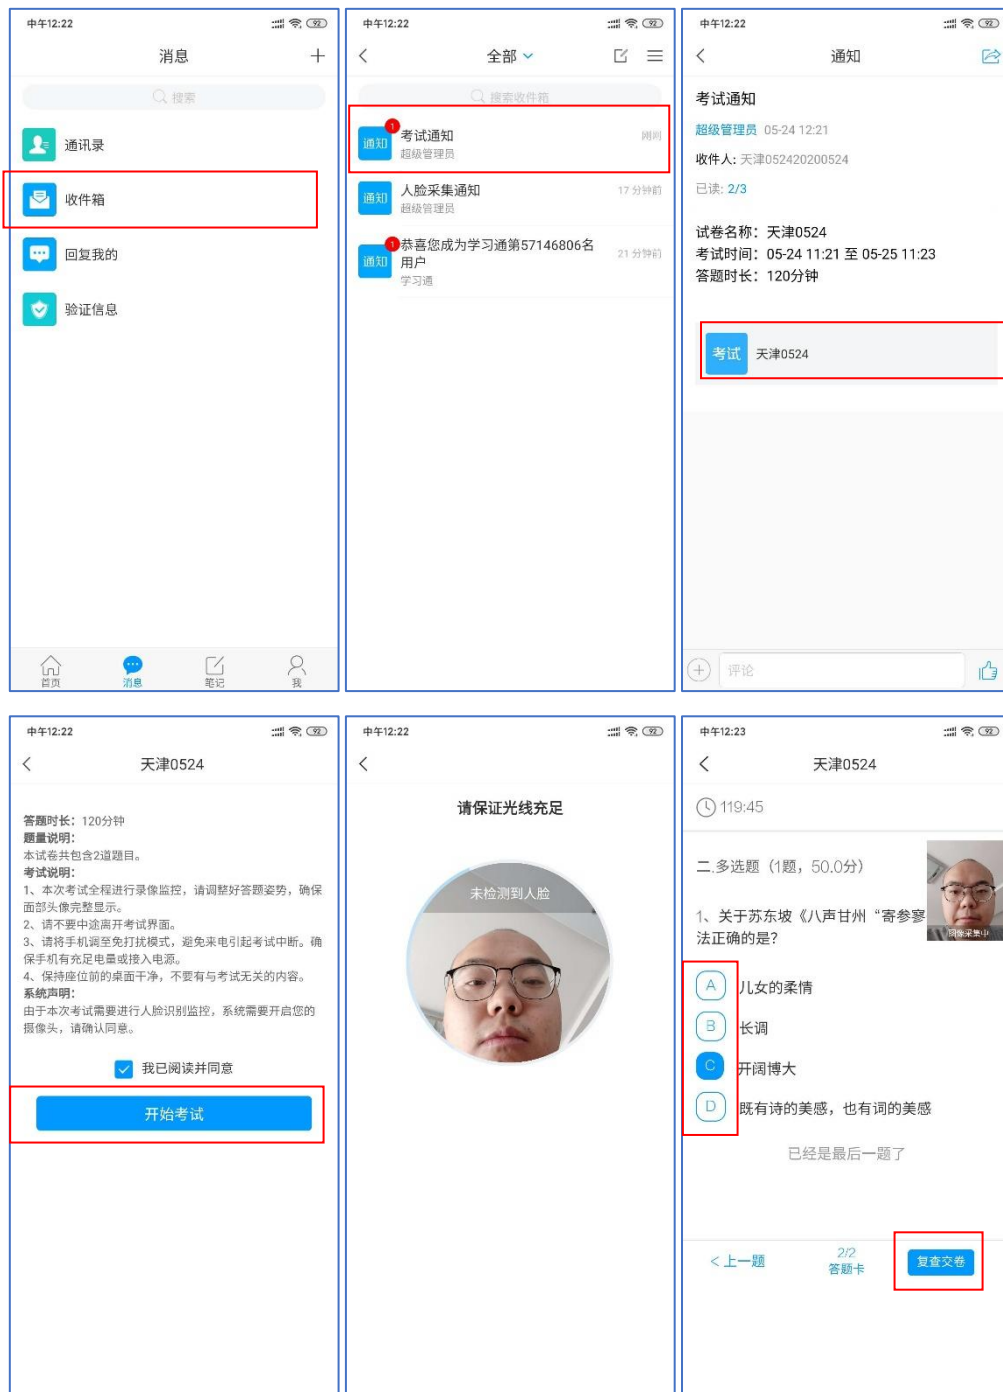 中午12:22
92
消息
搜索
通讯录
收件箱
回复我的
验证信息
首页
消息
笔记
我
中午12:22
92
全部
搜索收件箱
通知
1
考试通知
刚刚
超级管理员
通知
人脸采集通知
17 分钟前
超级管理员
通知
1
恭喜您成为学习通第57146806名
用户
21 分钟前
学习通
中午12:22
92
通知
考试通知
超级管理员 05-24 12:21
收件人: 天津052420200524
已读: 2/3
试卷名称：天津0524
考试时间：05-24 11:21 至 05-25 11:23
答题时长：120分钟
考试 天津0524
评论
中午12:22
92
天津0524
答题时长：120分钟
题量说明：
本试卷共包含2道题目。
考试说明：
1、本次考试全程进行录像监控，请调整好答题姿势，确保
面部头像完整显示。
2、请不要中途离开考试界面。
3、请将手机调至免打扰模式，避免来电引起考试中断。确
保手机有充足电量或接入电源。
4、保持座位前的桌面干净，不要有与考试无关的内容。
系统声明：
由于本次考试需要进行人脸识别监控，系统需要开启您的
摄像头，请确认同意。
我已阅读并同意
开始考试
中午12:22
92
请保证光线充足
未检测到人脸
中午12:23
92
天津0524
119:45
二.多选题（1题，50.0分）
1、关于苏东坡《八声甘州“寄参寥
法正确的是？
图像采集中
A 儿女的柔情
B 长调
C 开阔博大
D 既有诗的美感，也有词的美感
已经是最后一题了
<上一题
2/2
答题卡
复查交卷